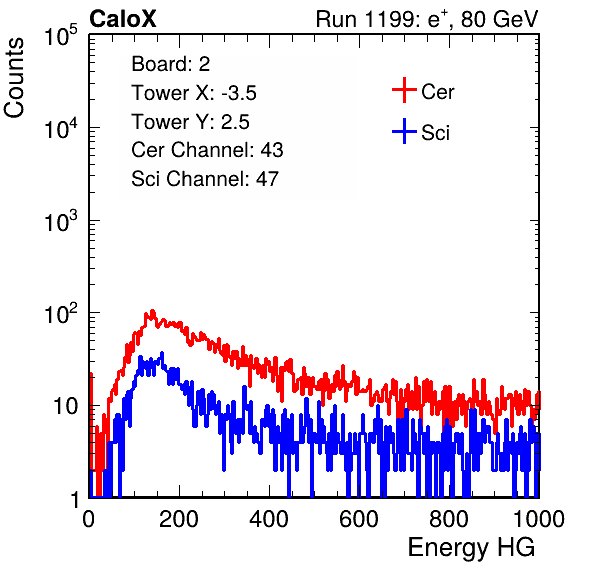 CaloX Run 1199: e⁺, 80 GeV
Counts
10⁵
10⁴
10³
10²
10
1
Board: 2
Tower X: -3.5
Tower Y: 2.5
Cer Channel: 43
Sci Channel: 47
Cer
Sci
0 200 400 600 800 1000
Energy HG